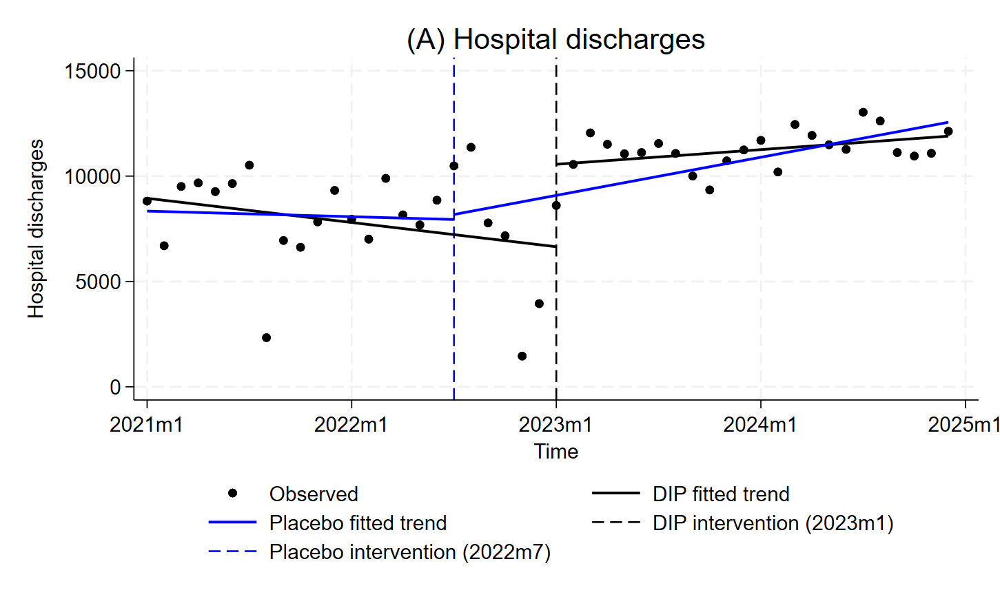 (A) Hospital discharges
Hospital discharges
15000
10000
5000
0
2021m1 2022m1 2023m1 2024m1 2025m1
Time
Observed DIP fitted trend
Placebo fitted trend DIP intervention (2023m1)
Placebo intervention (2022m7)